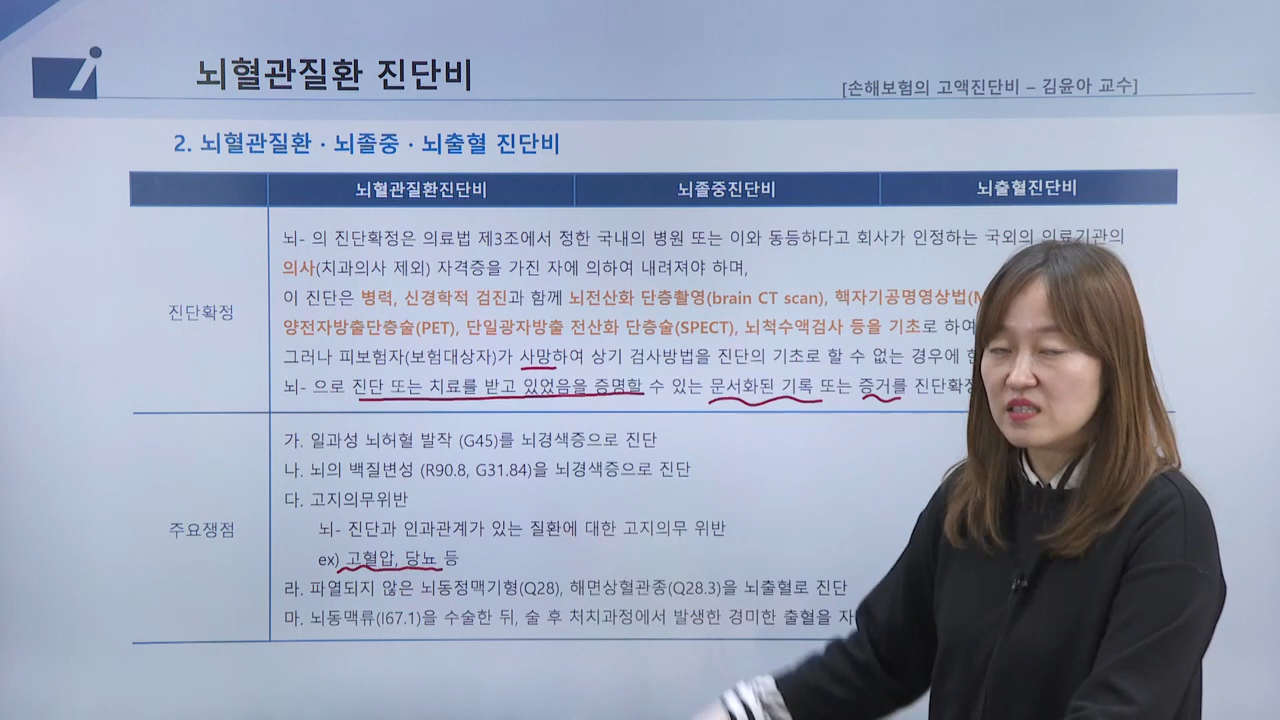 뇌혈관질환 진단비
[손해보험의 고액진단비 – 김윤아 교수]
2. 뇌혈관질환 · 뇌졸중 · 뇌출혈 진단비
뇌혈관질환진단비 뇌졸중진단비 뇌출혈진단비
진단확정
뇌- 의 진단확정은 의료법 제3조에서 정한 국내의 병원 또는 이와 동등하다고 회사가 인정하는 국외의 의료기관의
의사(치과의사 제외) 자격증을 가진 자에 의하여 내려져야 하며,
이 진단은 병력, 신경학적 검진과 함께 뇌전산화 단층촬영(brain CT scan), 핵자기공명영상법(
양전자방출단층술(PET), 단일광자방출 전산화 단층술(SPECT), 뇌척수액검사 등을 기초로 하여
그러나 피보험자(보험대상자)가 사망하여 상기 검사방법을 진단의 기초로 할 수 없는 경우에
뇌- 으로 진단 또는 치료를 받고 있었음을 증명할 수 있는 문서화된 기록 또는 증거를
주요쟁점
가. 일과성 뇌허혈 발작 (G45)를 뇌경색증으로 진단
나. 뇌의 백질변성 (R90.8, G31.84)을 뇌경색증으로 진단
다. 고지의무위반
뇌- 진단과 인과관계가 있는 질환에 대한 고지의무 위반
ex) 고혈압, 당뇨 등
라. 파열되지 않은 뇌동정맥기형(Q28), 해면상혈관종(Q28.3)을 뇌출혈로 진단
마. 뇌동맥류(I67.1)을 수술한 뒤, 술 후 처치과정에서 발생한 경미한 출혈을